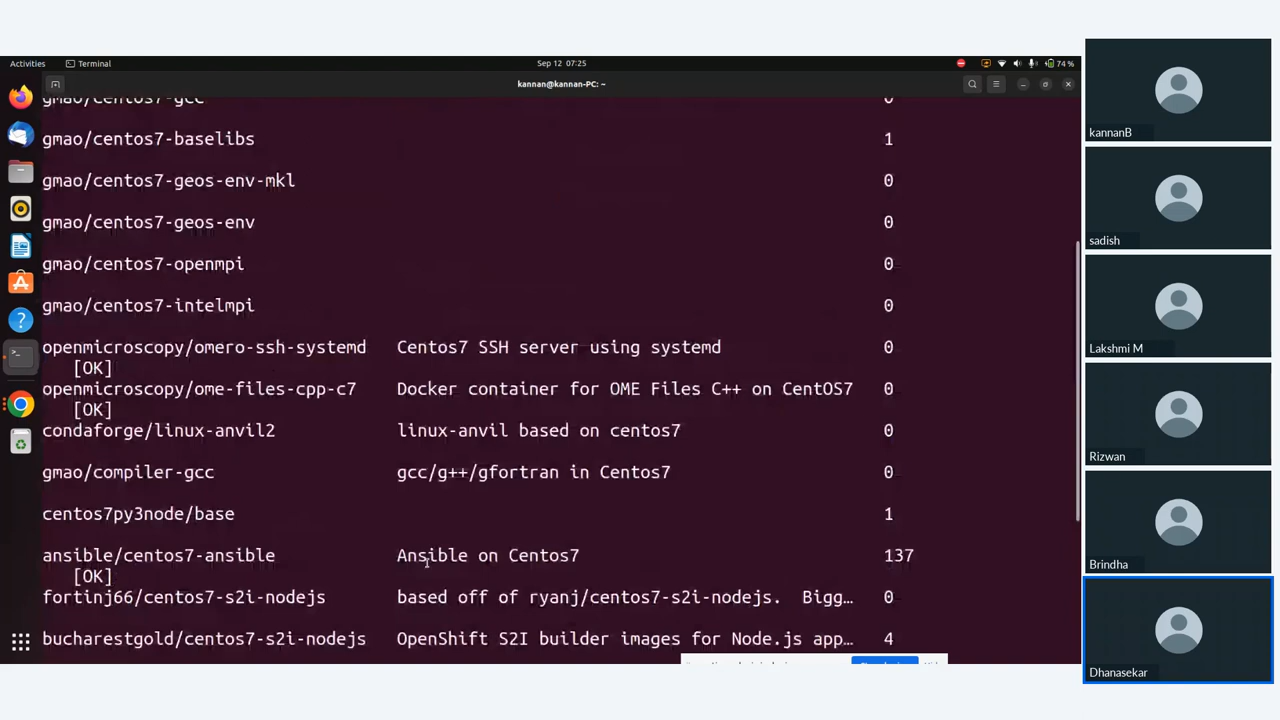 Activities
Terminal
Sep 12 07:25
74 %
kannan@kannan-PC: ~
gmao/centos7-gcc 0
gmao/centos7-baselibs 1
gmao/centos7-geos-env-mkl 0
gmao/centos7-geos-env 0
gmao/centos7-openmpi 0
gmao/centos7-intelmpi 0
openmicroscopy/omero-ssh-systemd Centos7 SSH server using systemd 0
[OK]
openmicroscopy/ome-files-cpp-c7 Docker container for OME Files C++ on CentOS7 0
[OK]
condaforge/linux-anvil2 linux-anvil based on centos7 0
gmao/compiler-gcc gcc/g++/gfortran in Centos7 0
centos7py3node/base 1
ansible/centos7-ansible Ansible on Centos7 137
[OK]
fortinj66/centos7-s2i-nodejs based off of ryanj/centos7-s2i-nodejs. Bigg… 0
bucharestgold/centos7-s2i-nodejs OpenShift S2I builder images for Node.js app… 4
kannanB
sadish
Lakshmi M
Rizwan
Brindha
Dhanasekar